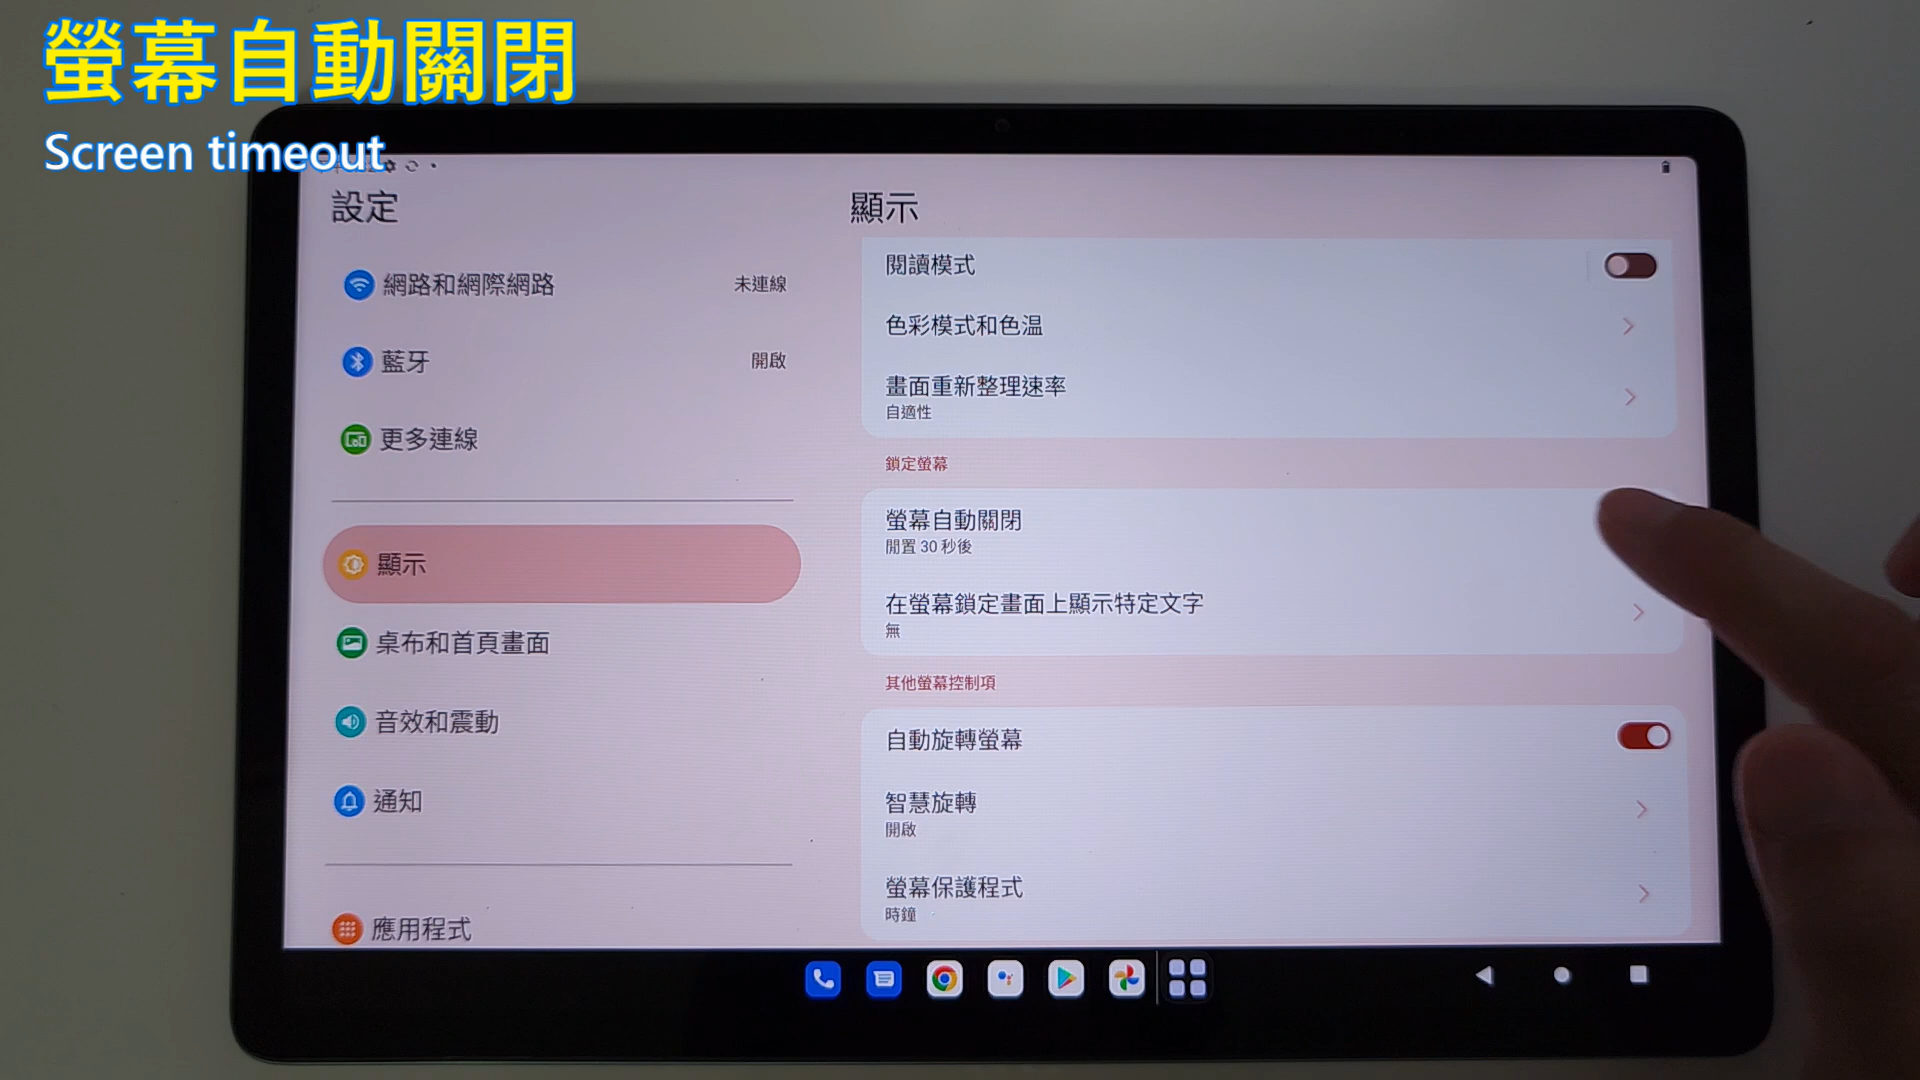 螢幕自動關閉
Screen timeout
設定
網路和網際網路
未連線
藍牙
開啟
更多連線
顯示
桌布和首頁畫面
音效和震動
通知
應用程式
顯示
閱讀模式
色彩模式和色温
畫面重新整理速率
自適性
鎖定螢幕
螢幕自動關閉
閒置 30 秒後
在螢幕鎖定畫面上顯示特定文字
無
其他螢幕控制項
自動旋轉螢幕
智慧旋轉
開啟
螢幕保護程式
時鐘